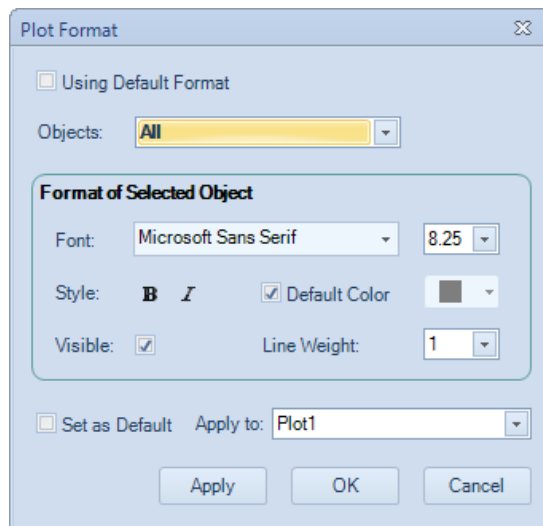 Plot Format
Using Default Format
Objects: All
Format of Selected Object
Font: Microsoft Sans Serif 8.25
Style: B I Default Color
Visible: Line Weight: 1
Set as Default Apply to: Plot1
Apply OK Cancel